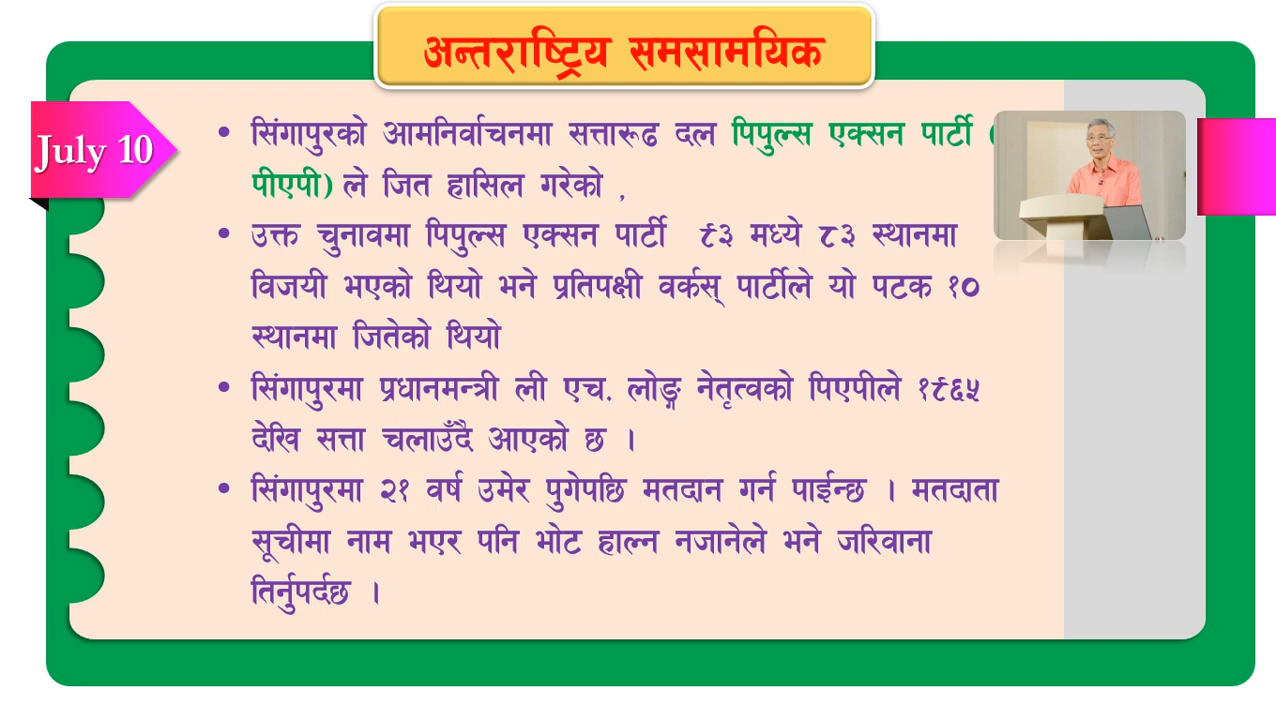 अन्तराष्ट्रिय समसामयिक
July 10
• सिंगापुरको आमनिर्वाचनमा सत्तारूढ दल पिपुल्स एक्सन पार्टी (
पीएपी) ले जित हासिल गरेको ,
• उक्त चुनावमा पिपुल्स एक्सन पार्टी ९३ मध्ये ८३ स्थानमा
विजयी भएको थियो भने प्रतिपक्षी वर्कस् पार्टीले यो पटक १०
स्थानमा जितेको थियो
• सिंगापुरमा प्रधानमन्त्री ली एच. लोङ्ग नेतृत्वको पिएपीले १९६५
देखि सत्ता चलाउँदै आएको छ ।
• सिंगापुरमा २१ वर्ष उमेर पुगेपछि मतदान गर्न पाईन्छ । मतदाता
सूचीमा नाम भएर पनि भोट हाल्न नजानेले भने जरिवाना
तिर्नुपर्दछ ।